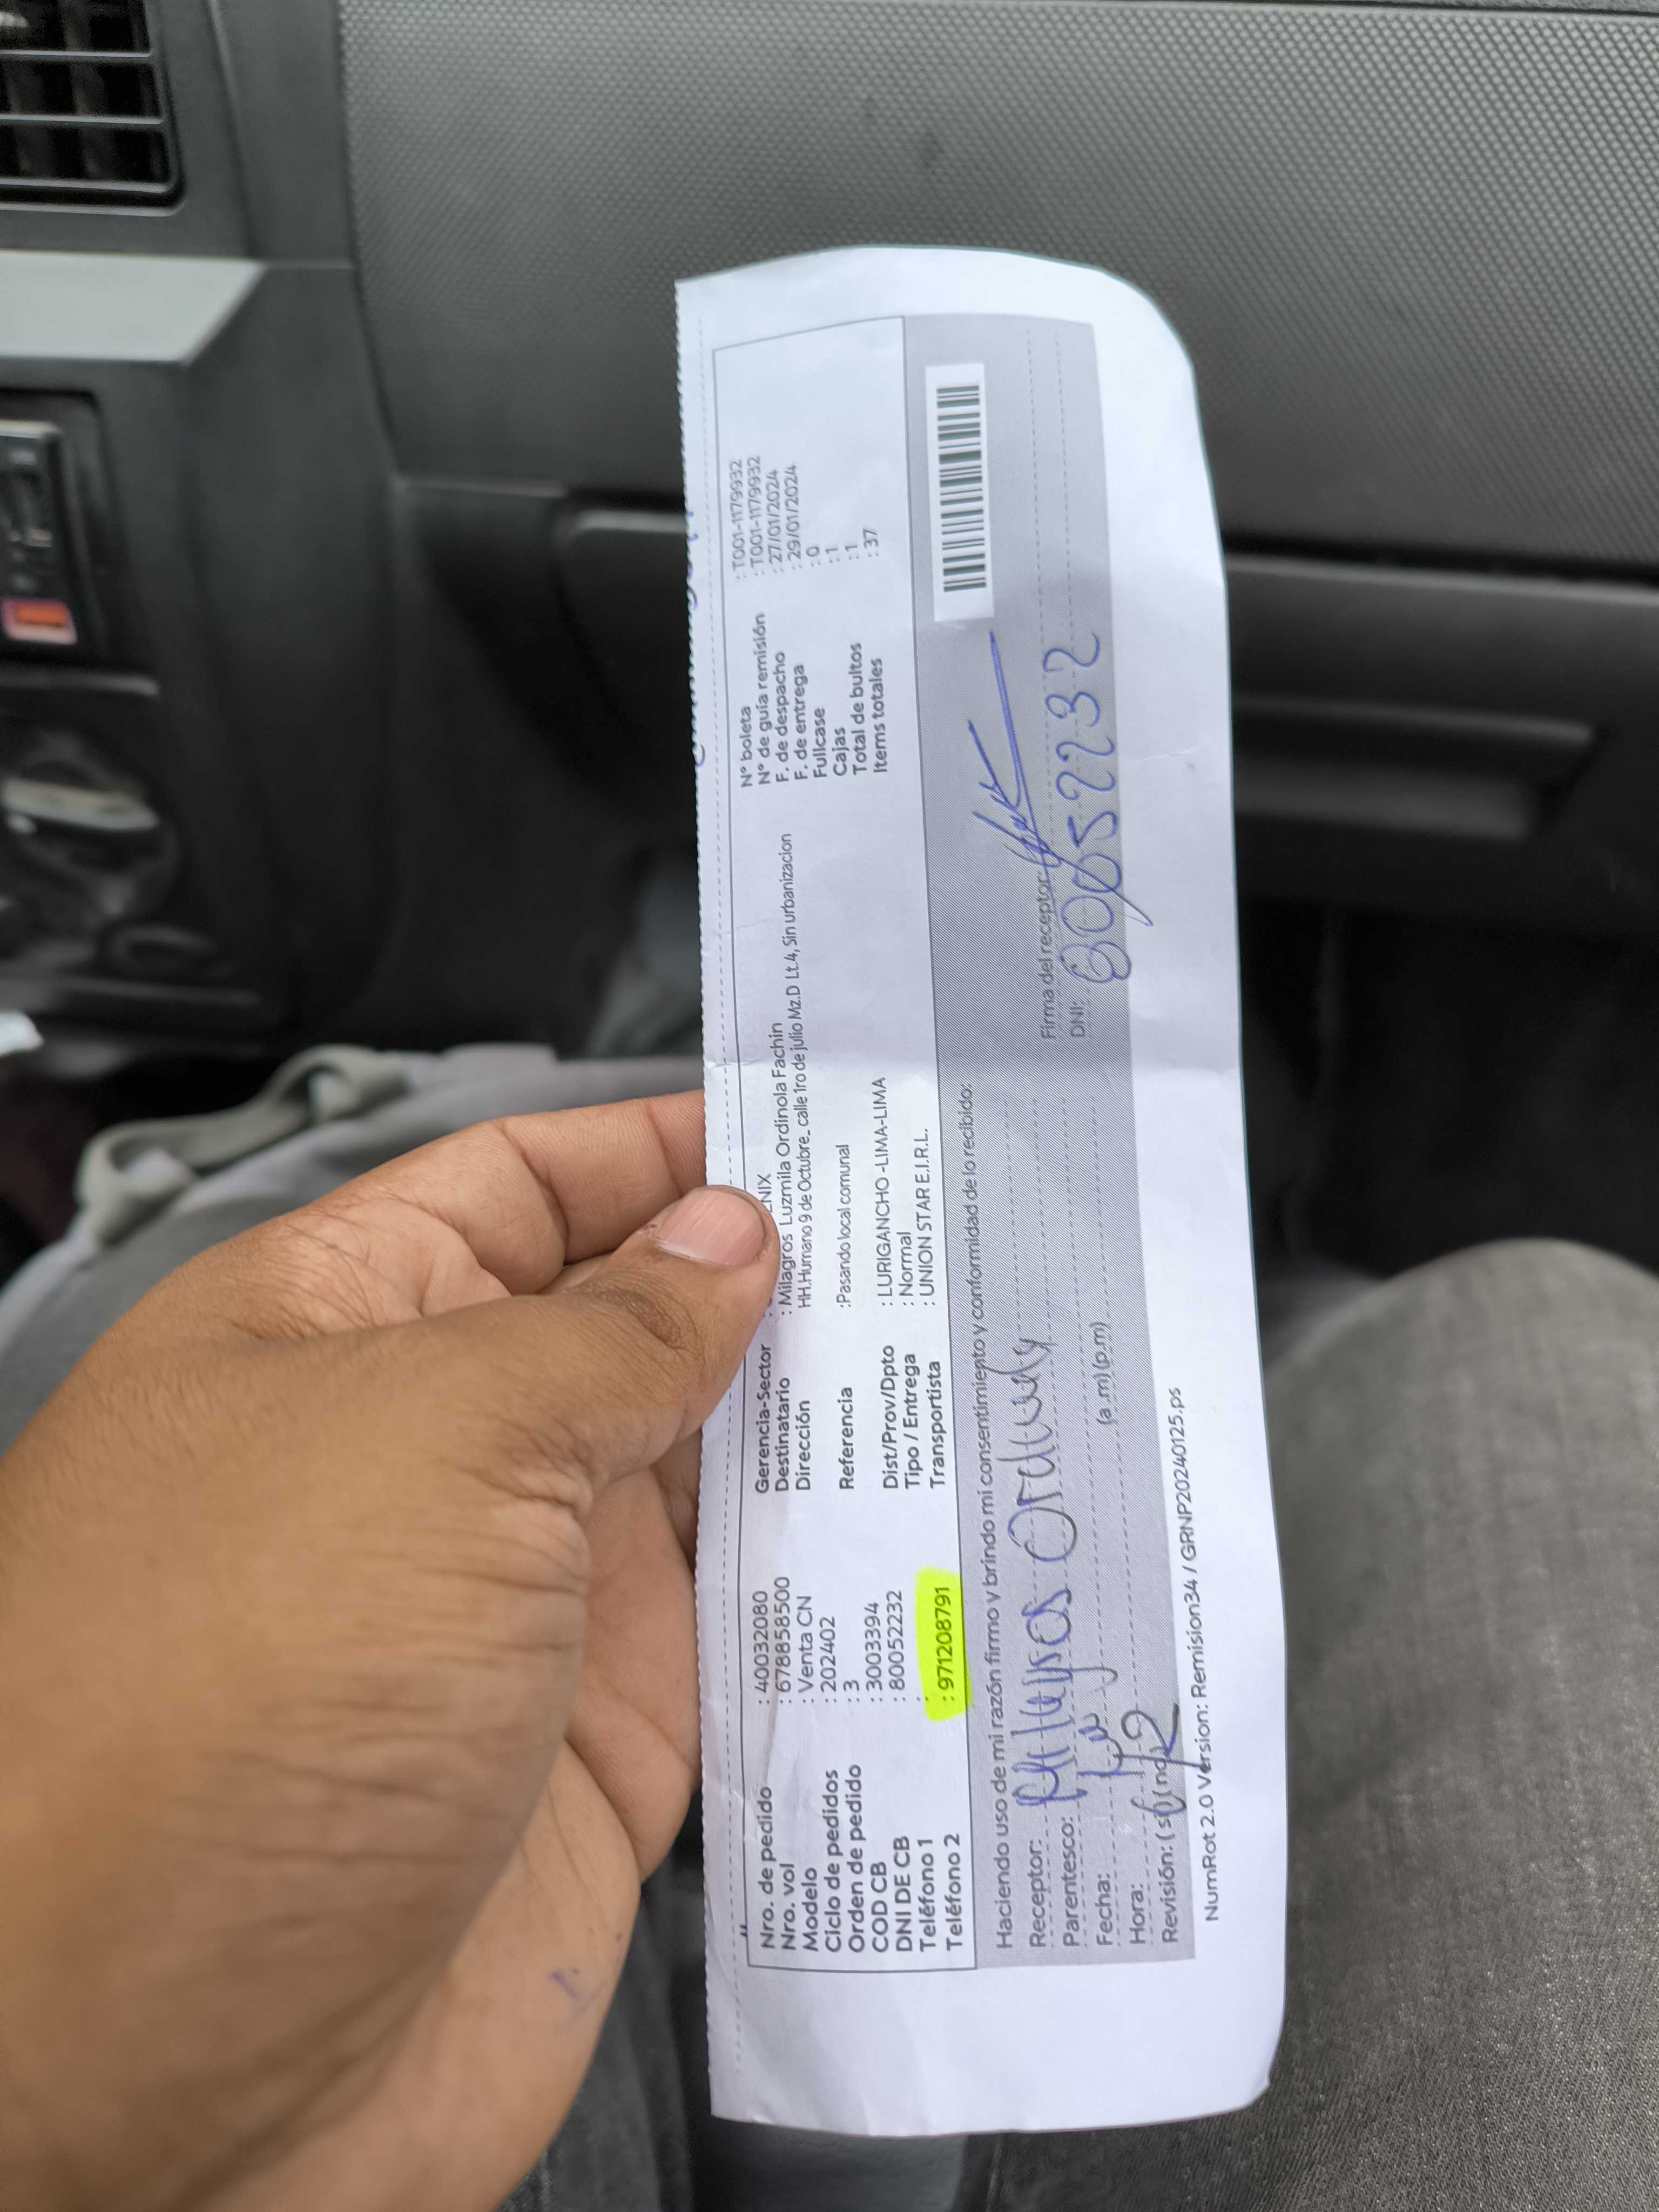 Nro. de pedido : 40032080
Nro. vol : 678858500
Modelo : Venta CN
Ciclo de pedidos : 202402
Orden de pedido : 3
COD CB : 3003394
DNI DE CB : 80052232
Teléfono 1 :
Teléfono 2 : 971208791
Gerencia-Sector : NIX
Destinatario : Milagros Luzmila Ordinola Fachin
Dirección HH.Humano 9 de Octubre_calle 1ro de julio Mz.D Lt.4, Sin urbanizacion
Referencia :Pasando local comunal
Dist/Prov/Dpto : LURIGANCHO -LIMA-LIMA
Tipo / Entrega : Normal
Transportista : UNION STAR E.I.R.L.
N° boleta : T001-1179932
N° de guía remisión : T001-1179932
F. de despacho : 27/01/2024
F. de entrega : 29/01/2024
Fullcase : 0
Cajas : 1
Total de bultos : 1
Items totales : 37
Haciendo uso de mi razón firmo y brindo mi consentimiento y conformidad de lo recibido:
Receptor:
Parentesco:
Fecha:
Hora: (a.m) (p.m)
Revisión: (si) (no)
Firma del receptor:
DNI: 80052232
NumRot 2.0 Version: Remision34 / GRNP20240125.ps